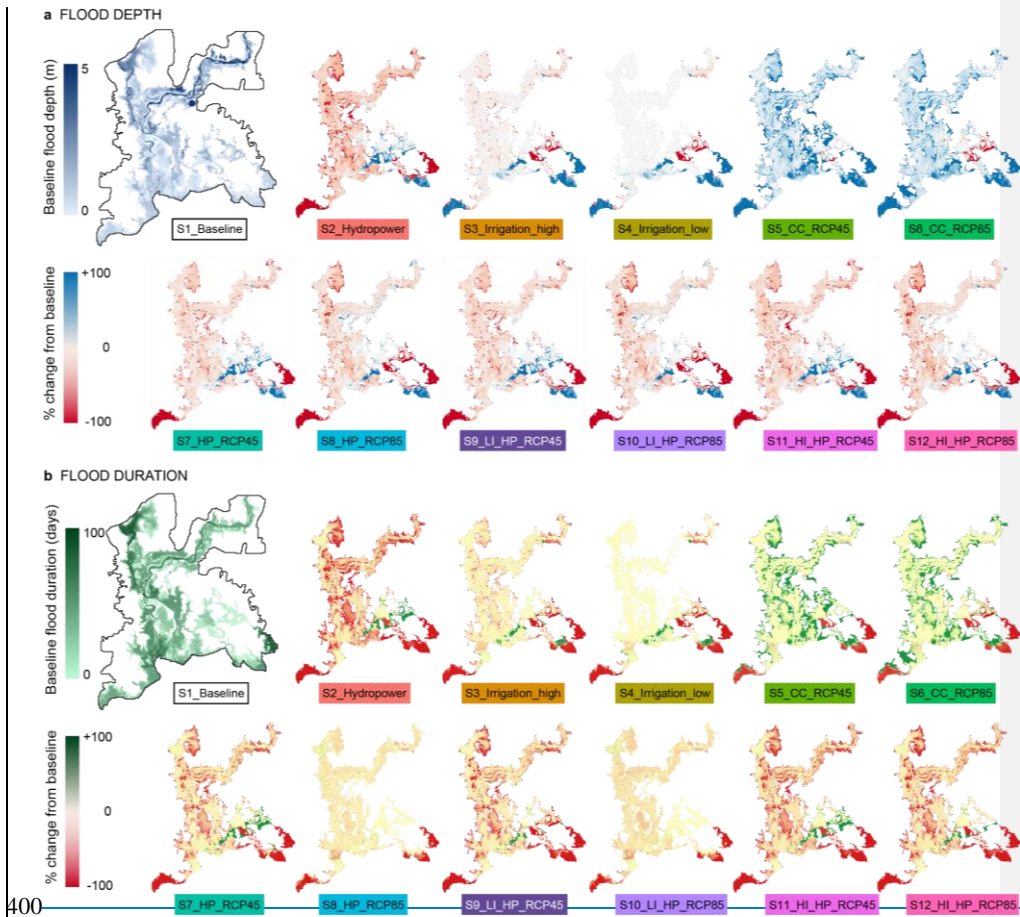 a FLOOD DEPTH
Baseline flood depth (m)
5
0
S1_Baseline
S2_Hydropower
S3_Irrigation_high
S4_Irrigation_low
S5_CC_RCP45
S6_CC_RCP85
% change from baseline
+100
0
-100
S7_HP_RCP45
S8_HP_RCP85
S9_LI_HP_RCP45
S10_LI_HP_RCP85
S11_HI_HP_RCP45
S12_HI_HP_RCP85
b FLOOD DURATION
Baseline flood duration (days)
100
0
S1_Baseline
S2_Hydropower
S3_Irrigation_high
S4_Irrigation_low
S5_CC_RCP45
S6_CC_RCP85
% change from baseline
+100
0
-100
S7_HP_RCP45
S8_HP_RCP85
S9_LI_HP_RCP45
S10_LI_HP_RCP85
S11_HI_HP_RCP45
S12_HI_HP_RCP85
400